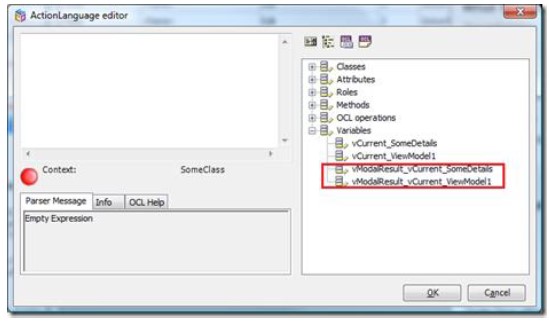 ActionLanguage editor
Classes
Attributes
Roles
Methods
OCL operations
Variables
vCurrent_SomeDetails
vCurrent_ViewModel1
vModalResult_vCurrent_SomeDetails
vModalResult_vCurrent_ViewModel1
Context: SomeClass
Parser Message Info OCL Help
Empty Expression
OK Cancel